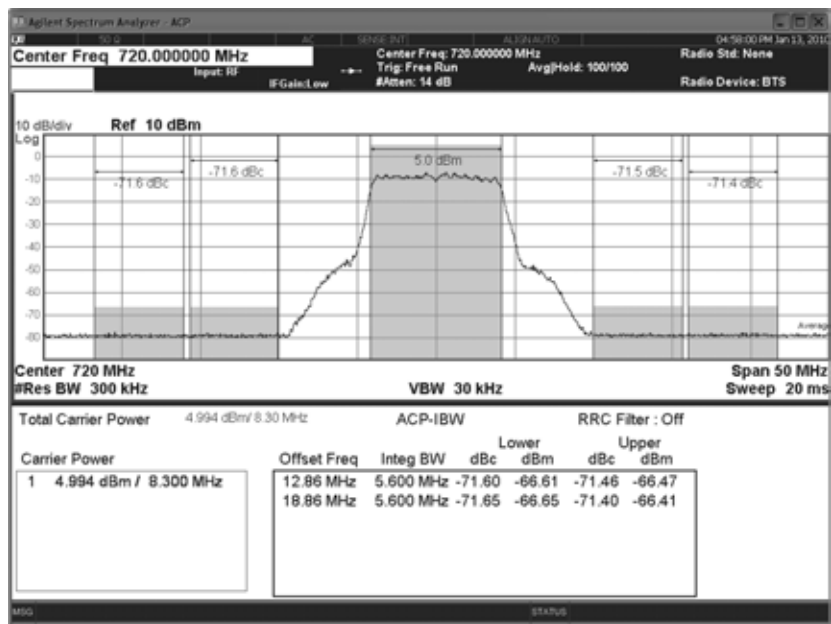 Agilent Spectrum Analyzer - ACP
50 Ω AC SENSE:INT ALIGNAUTO 04:58:00 PM Jan 13, 2010
Center Freq 720.000000 MHz
Input: RF
IFGain:Low
Center Freq: 720.000000 MHz
Trig: Free Run
Avg|Hold: 100/100
#Atten: 14 dB
Radio Std: None
Radio Device: BTS
10 dB/div Ref 10 dBm
Log
0
-10
-20
-30
-40
-50
-60
-70
-80
-71.6 dBc
-71.6 dBc
5.0 dBm
-71.5 dBc
-71.4 dBc
Average
Center 720 MHz Span 50 MHz
#Res BW 300 kHz VBW 30 kHz Sweep 20 ms
Total Carrier Power 4.994 dBm/ 8.30 MHz ACP-IBW RRC Filter : Off
Lower Upper
Carrier Power Offset Freq Integ BW dBc dBm dBc dBm
1 4.994 dBm / 8.300 MHz 12.86 MHz 5.600 MHz -71.60 -66.61 -71.46 -66.47
18.86 MHz 5.600 MHz -71.65 -66.65 -71.40 -66.41
MSG STATUS